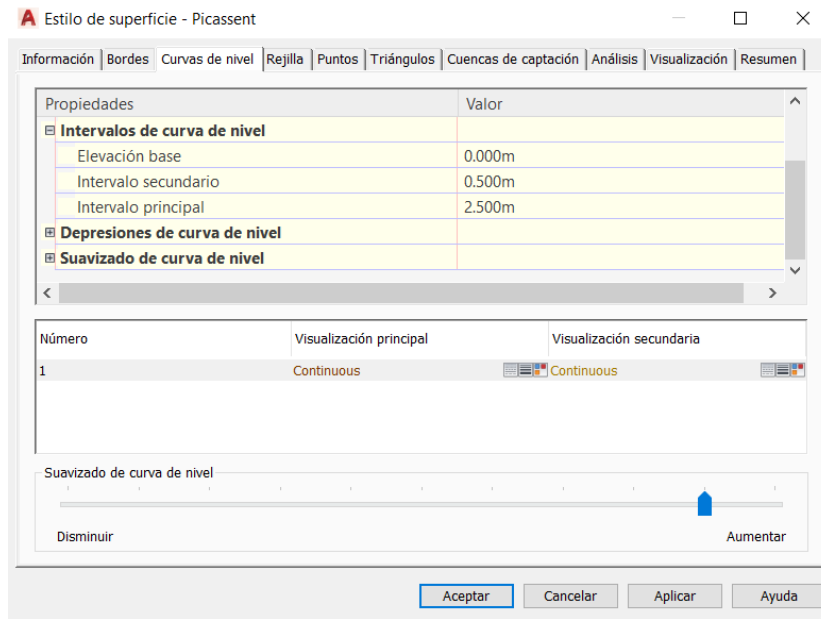 Estilo de superficie - Picassent
Información Bordes Curvas de nivel Rejilla Puntos Triángulos Cuencas de captación Análisis Visualización Resumen
Propiedades Valor
Intervalos de curva de nivel
Elevación base 0.000m
Intervalo secundario 0.500m
Intervalo principal 2.500m
Depresiones de curva de nivel
Suavizado de curva de nivel
Número Visualización principal Visualización secundaria
1 Continuous Continuous
Suavizado de curva de nivel
Disminuir Aumentar
Aceptar Cancelar Aplicar Ayuda